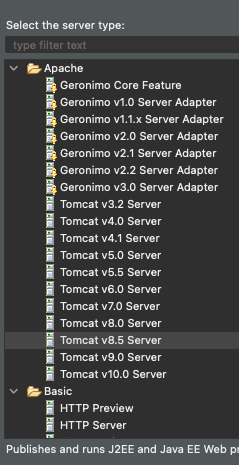 Select the server type:
type filter text
Apache
Geronimo Core Feature
Geronimo v1.0 Server Adapter
Geronimo v1.1.x Server Adapter
Geronimo v2.0 Server Adapter
Geronimo v2.1 Server Adapter
Geronimo v2.2 Server Adapter
Geronimo v3.0 Server Adapter
Tomcat v3.2 Server
Tomcat v4.0 Server
Tomcat v4.1 Server
Tomcat v5.0 Server
Tomcat v5.5 Server
Tomcat v6.0 Server
Tomcat v7.0 Server
Tomcat v8.0 Server
Tomcat v8.5 Server
Tomcat v9.0 Server
Tomcat v10.0 Server
Basic
HTTP Preview
HTTP Server
Publishes and runs J2EE and Java EE Web pr